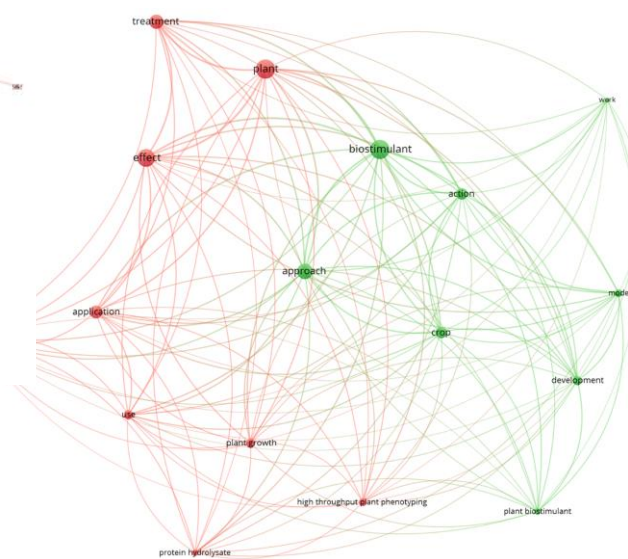 treatment
plant
work
biostimulant
effect
action
approach
mode
application
crop
development
use
plant growth
high throughput plant phenotyping
plant biostimulant
protein hydrolysate